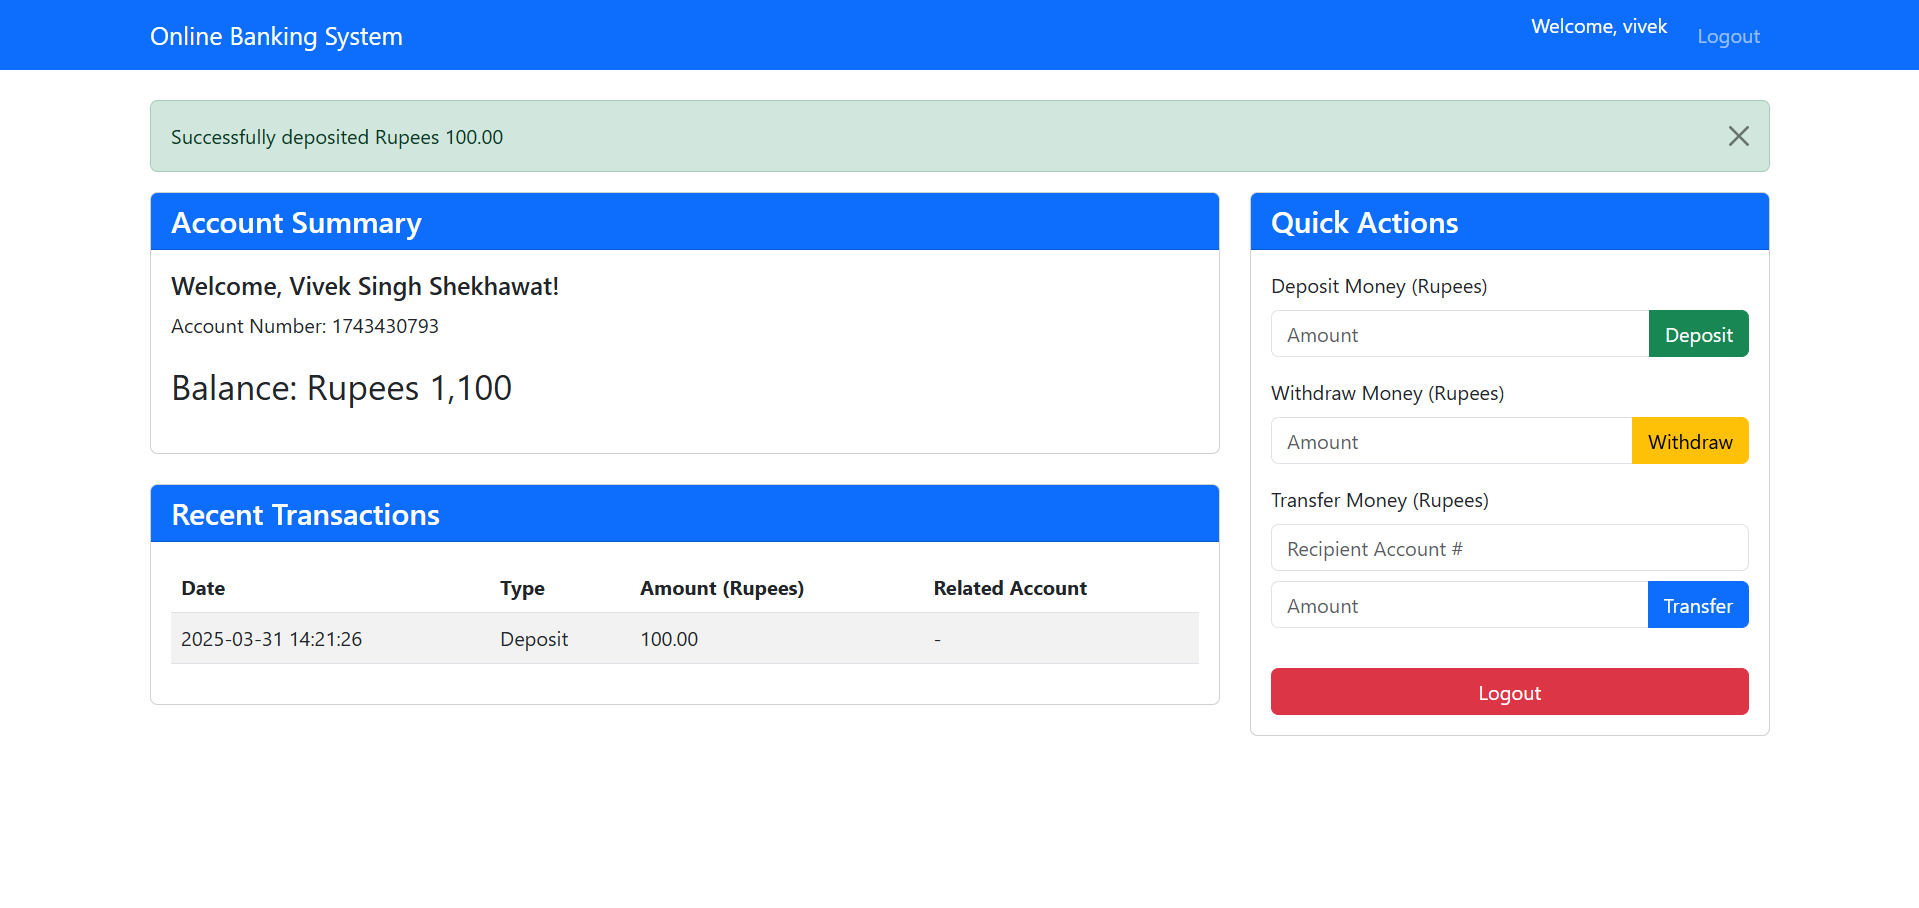 Online Banking System
Welcome, vivek
Logout
Successfully deposited Rupees 100.00
Account Summary
Welcome, Vivek Singh Shekhawat!
Account Number: 1743430793
Balance: Rupees 1,100
Recent Transactions
Date Type Amount (Rupees) Related Account
2025-03-31 14:21:26 Deposit 100.00 -
Quick Actions
Deposit Money (Rupees)
Amount Deposit
Withdraw Money (Rupees)
Amount Withdraw
Transfer Money (Rupees)
Recipient Account #
Amount Transfer
Logout